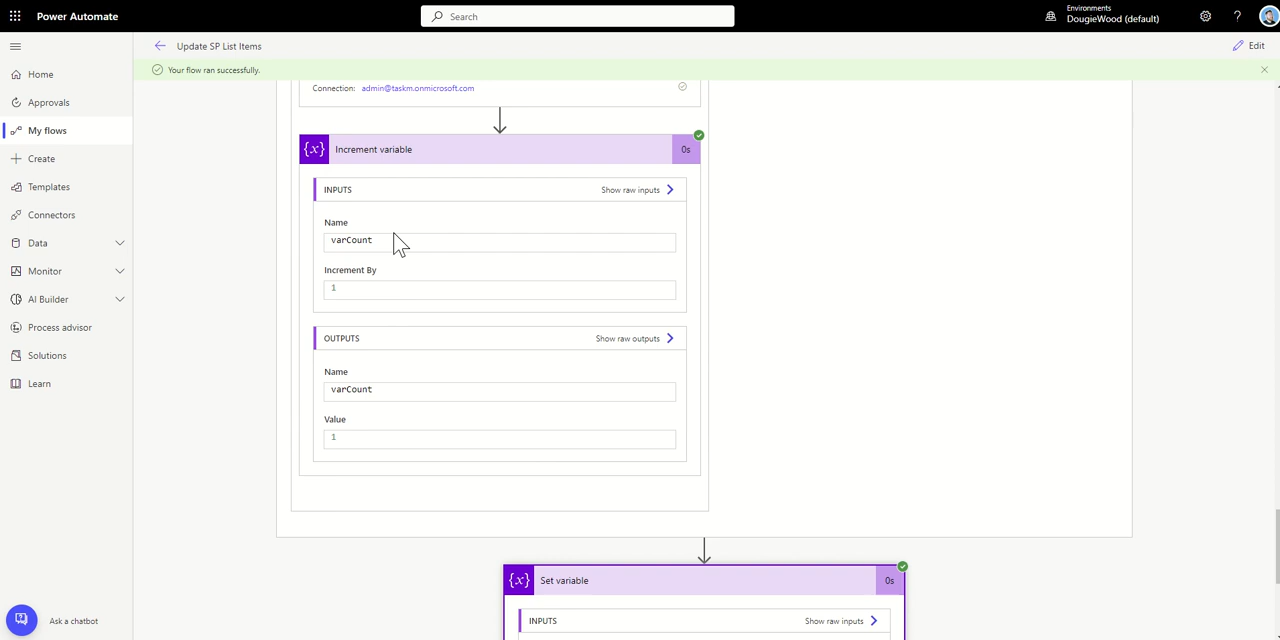 Power Automate
Search
Environments
DougieWood (default)
?
Update SP List Items
Edit
Your flow ran successfully.
Home
Approvals
My flows
Create
Templates
Connectors
Data
Monitor
AI Builder
Process advisor
Solutions
Learn
Ask a chatbot
Connection: admin@taskm.onmicrosoft.com
{x} Increment variable 0s
INPUTS Show raw inputs
Name
varCount
Increment By
1
OUTPUTS Show raw outputs
Name
varCount
Value
1
{x} Set variable 0s
INPUTS Show raw inputs